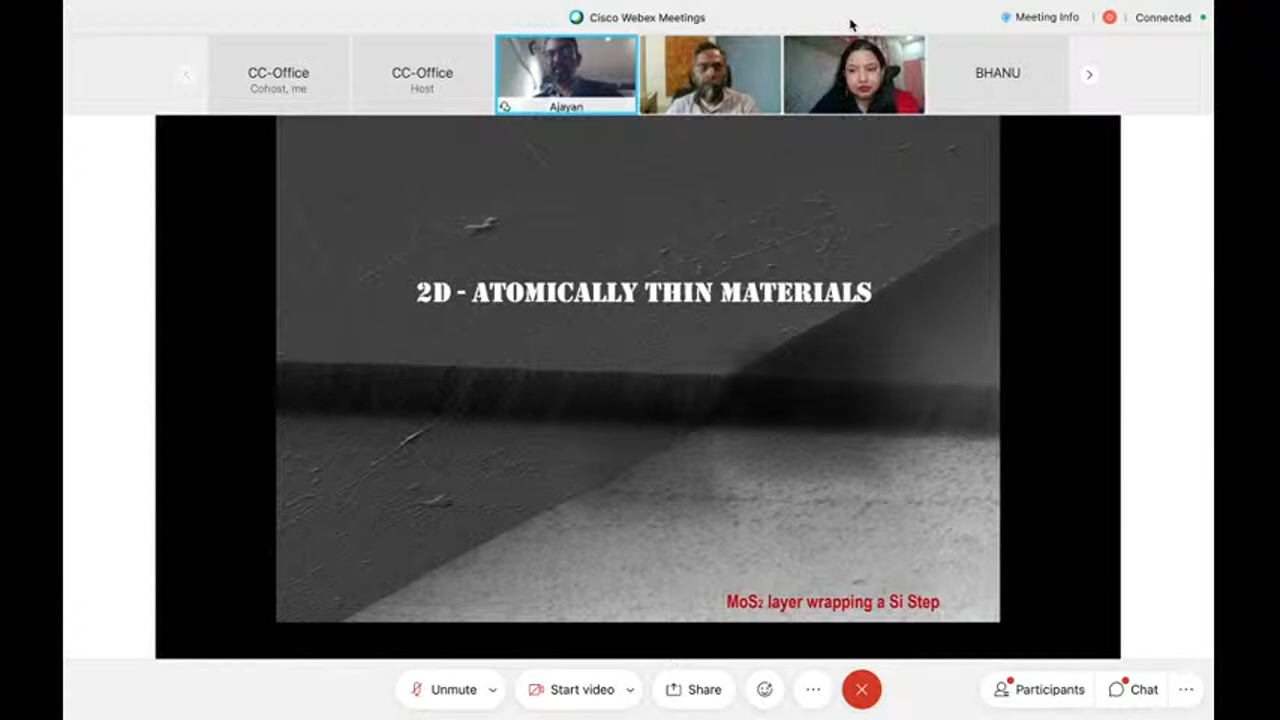 Cisco Webex Meetings
Meeting Info
Connected
CC-Office
Cohost, me
CC-Office
Host
Ajayan
BHANU
2D - ATOMICALLY THIN MATERIALS
MoS₂ layer wrapping a Si Step
Unmute
Start video
Share
Participants
Chat